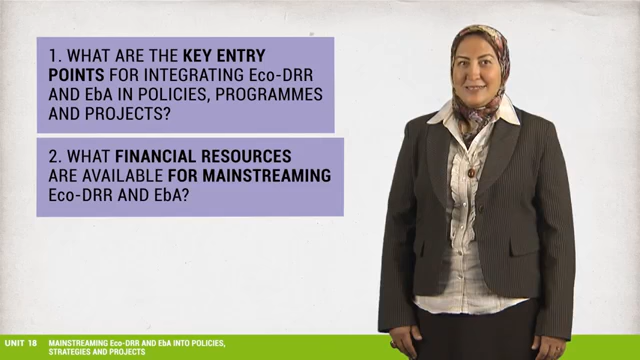 1. WHAT ARE THE KEY ENTRY
POINTS FOR INTEGRATING Eco-DRR
AND EbA IN POLICIES, PROGRAMMES
AND PROJECTS?
2. WHAT FINANCIAL RESOURCES
ARE AVAILABLE FOR MAINSTREAMING
Eco-DRR AND EbA?
UNIT 18
MAINSTREAMING Eco-DRR AND EbA INTO POLICIES,
STRATEGIES AND PROJECTS